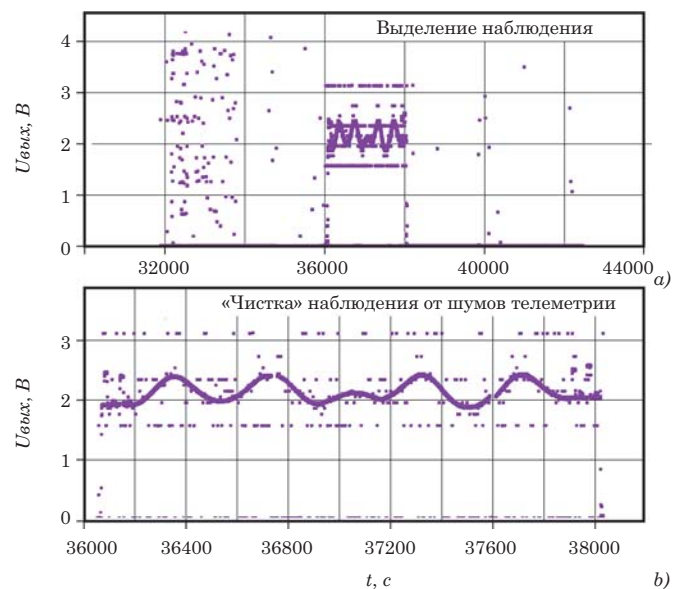 Выделение наблюдения
4
3
2
1
0
Uвых, В
32000 36000 40000 44000
a)
«Чистка» наблюдения от шумов телеметрии
3
2
1
0
Uвых, В
36000 36400 36800 37200 37600 38000
t, c
b)